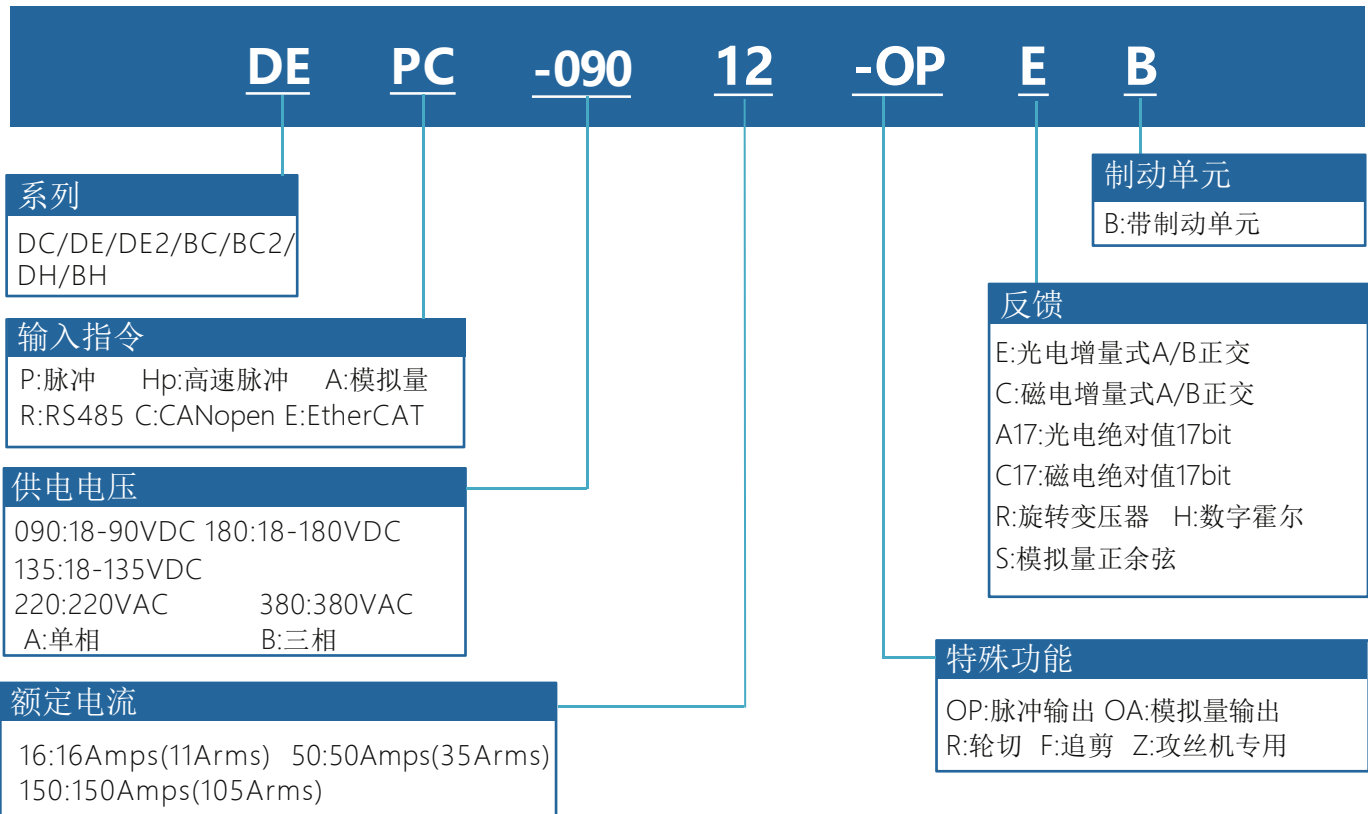 DE PC -090 12 -OP E B
系列
DC/DE/DE2/BC/BC2/
DH/BH
输入指令
P:脉冲 Hp:高速脉冲 A:模拟量
R:RS485 C:CANopen E:EtherCAT
供电电压
090:18-90VDC 180:18-180VDC
135:18-135VDC
220:220VAC 380:380VAC
A:单相 B:三相
额定电流
16:16Amps(11Arms) 50:50Amps(35Arms)
150:150Amps(105Arms)
制动单元
B:带制动单元
反馈
E:光电增量式A/B正交
C:磁电增量式A/B正交
A17:光电绝对值17bit
C17:磁电绝对值17bit
R:旋转变压器 H:数字霍尔
S:模拟量正余弦
特殊功能
OP:脉冲输出 OA:模拟量输出
R:轮切 F:追剪 Z:攻丝机专用